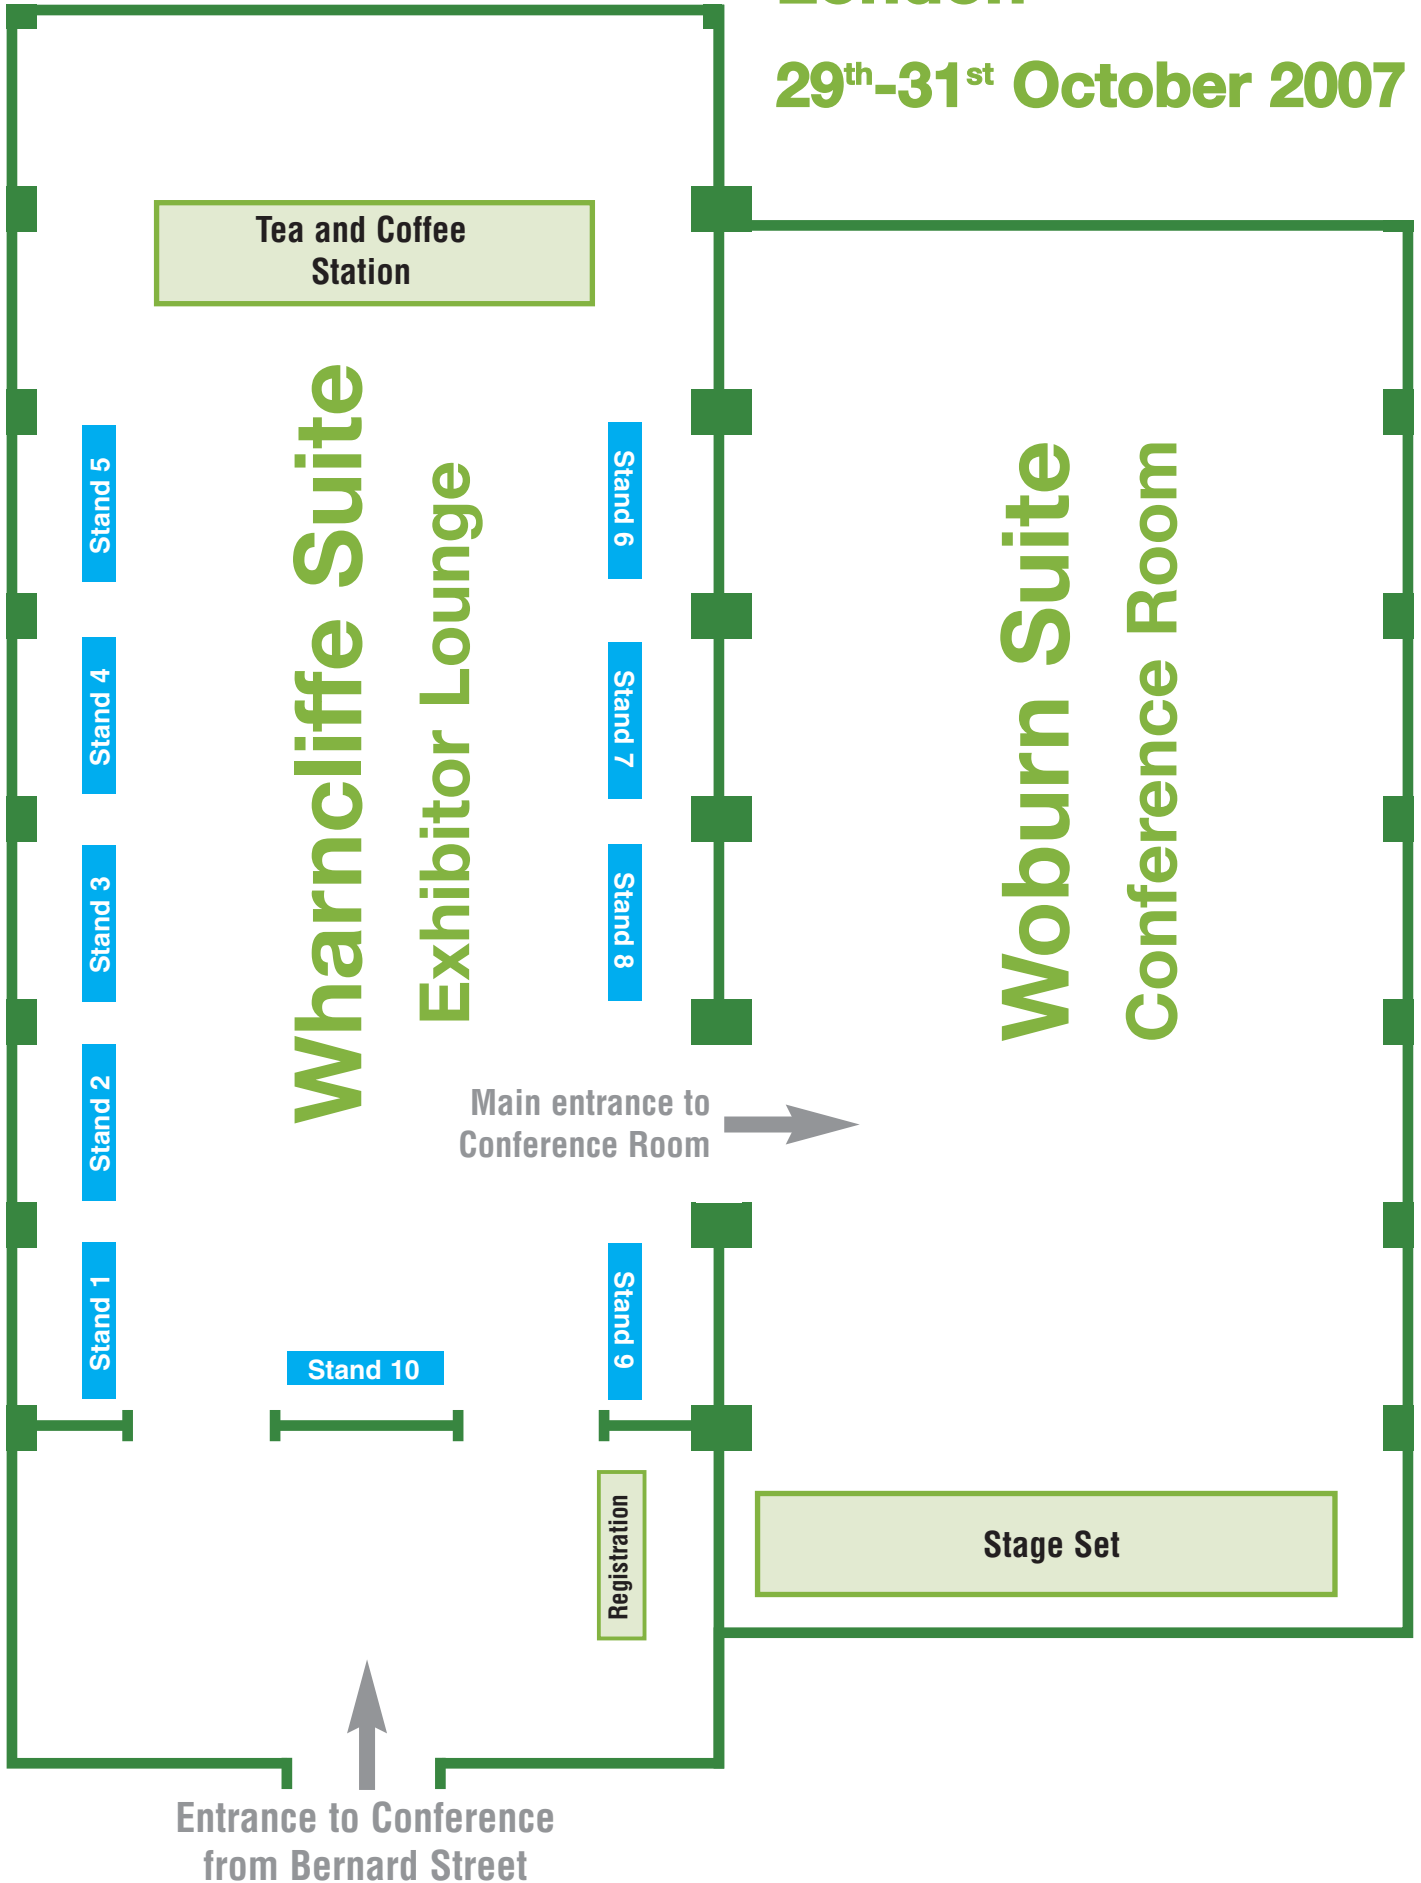 London
29th-31st October 2007
Tea and Coffee
Station
Wharncliffe Suite
Exhibitor Lounge
Stand 5
Stand 4
Stand 3
Stand 2
Stand 1
Stand 6
Stand 7
Stand 8
Stand 9
Stand 10
Woburn Suite
Conference Room
Main entrance to
Conference Room
Registration
Stage Set
Entrance to Conference
from Bernard Street